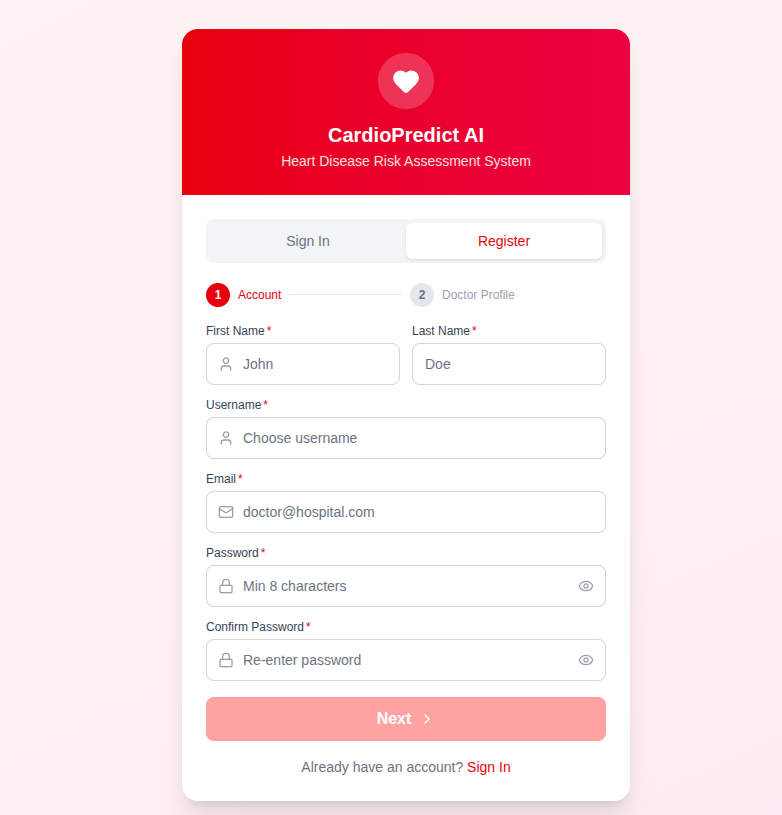 CardioPredict AI
Heart Disease Risk Assessment System
Sign In Register
1 Account 2 Doctor Profile
First Name* Last Name*
John Doe
Username*
Choose username
Email*
doctor@hospital.com
Password*
Min 8 characters
Confirm Password*
Re-enter password
Next
Already have an account? Sign In